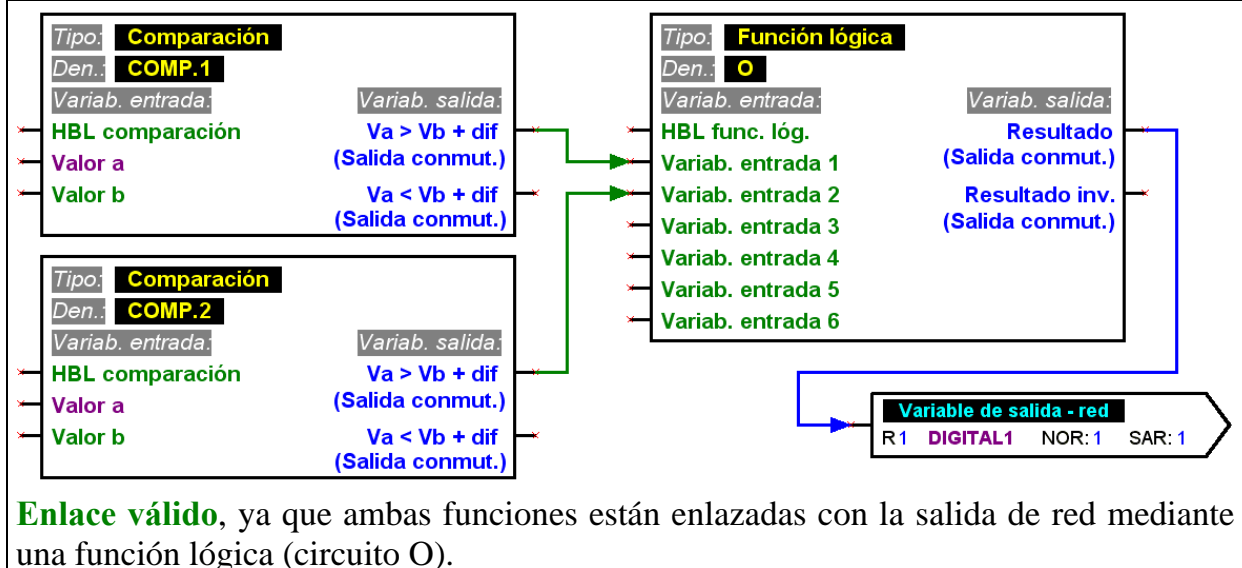 Tipo: Comparación
Den.: COMP.1
Variab. entrada: Variab. salida:
HBL comparación Va > Vb + dif
Valor a (Salida conmut.)
Valor b Va < Vb + dif
(Salida conmut.)
Tipo: Comparación
Den.: COMP.2
Variab. entrada: Variab. salida:
HBL comparación Va > Vb + dif
Valor a (Salida conmut.)
Valor b Va < Vb + dif
(Salida conmut.)
Tipo: Función lógica
Den.: O
Variab. entrada: Variab. salida:
HBL func. lóg. Resultado
Variab. entrada 1 (Salida conmut.)
Variab. entrada 2 Resultado inv.
Variab. entrada 3 (Salida conmut.)
Variab. entrada 4
Variab. entrada 5
Variab. entrada 6
Variable de salida - red
R1 DIGITAL1 NOR: 1 SAR: 1
Enlace válido, ya que ambas funciones están enlazadas con la salida de red mediante
una función lógica (circuito O).